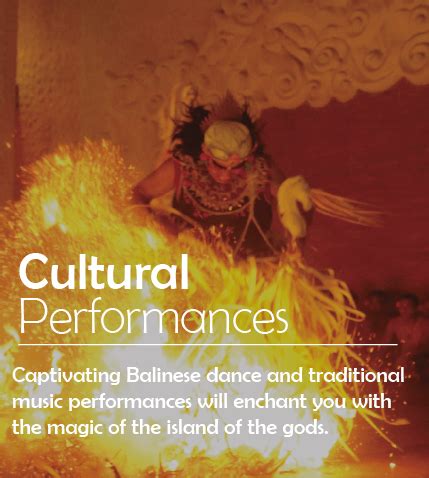 Cultural
Performances
Captivating Balinese dance and traditional
music performances will enchant you with
the magic of the island of the gods.